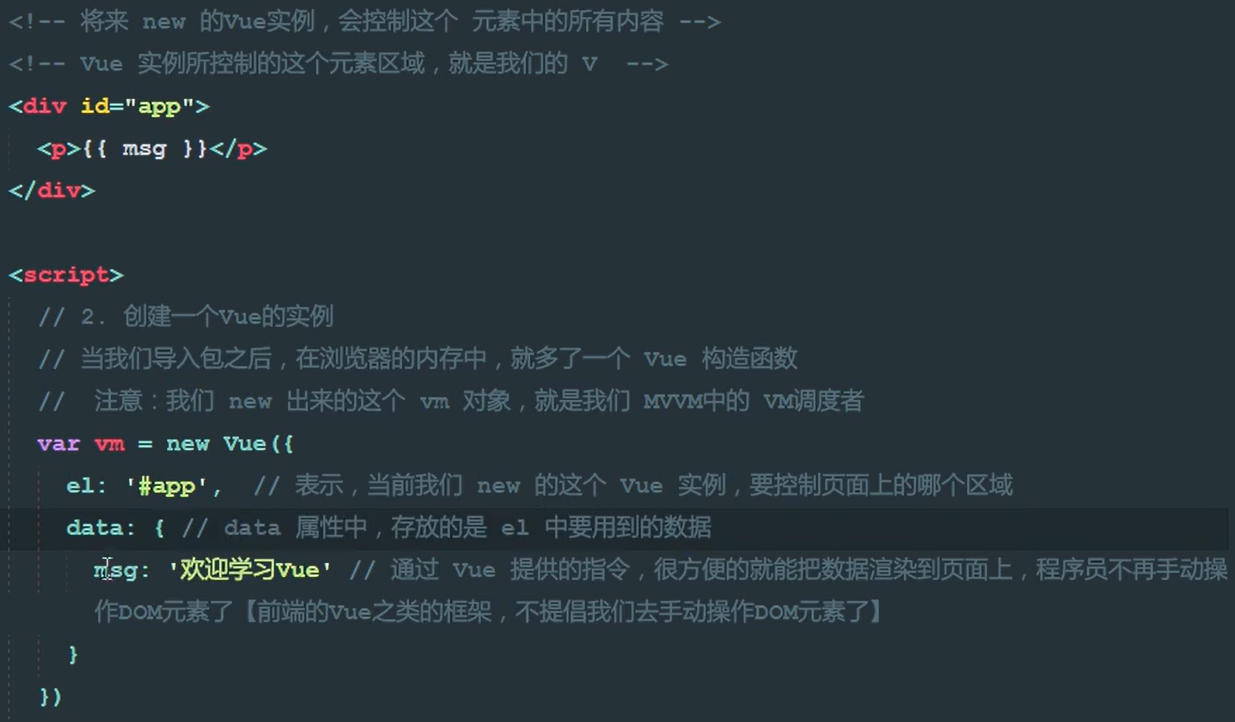 <!-- 将来 new 的Vue实例，会控制这个 元素中的所有内容 -->
<!-- Vue 实例所控制的这个元素区域，就是我们的 V  -->
<div id="app">
  <p>{{ msg }}</p>
</div>
<script>
  // 2. 创建一个Vue的实例
  // 当我们导入包之后，在浏览器的内存中，就多了一个 Vue 构造函数
  //  注意：我们 new 出来的这个 vm 对象，就是我们 MVVM中的 VM调度者
  var vm = new Vue({
    el: '#app',  // 表示，当前我们 new 的这个 Vue 实例，要控制页面上的哪个区域
    data: { // data 属性中，存放的是 el 中要用到的数据
      msg: '欢迎学习Vue' // 通过 Vue 提供的指令，很方便的就能把数据渲染到页面上，程序员不再手动操
      作DOM元素了【前端的Vue之类的框架，不提倡我们去手动操作DOM元素了】
    }
  })